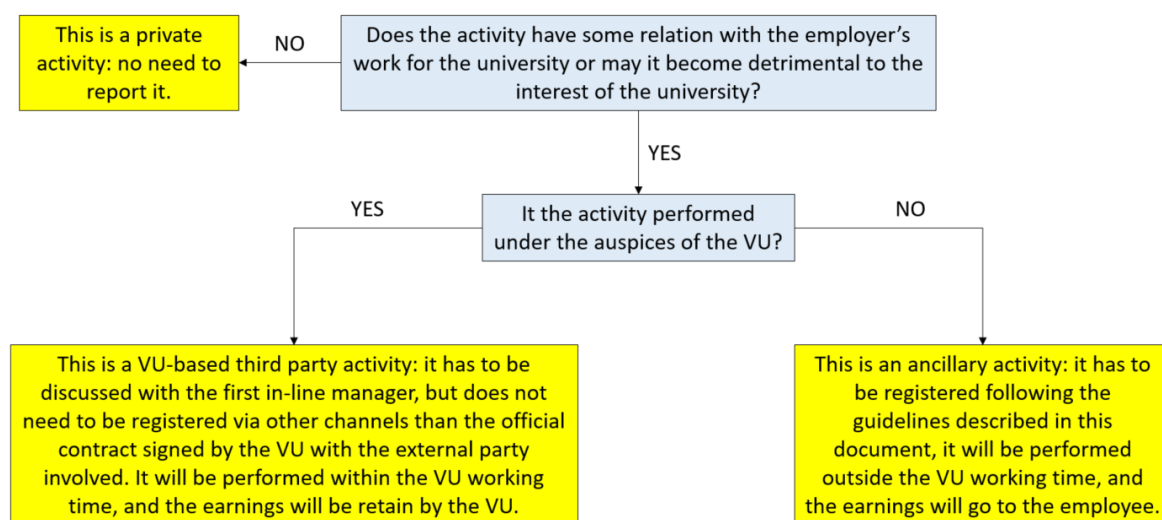 This is a private
activity: no need to
report it.
NO
Does the activity have some relation with the employer's
work for the university or may it become detrimental to the
interest of the university?
YES
YES
It the activity performed
under the auspices of the VU?
NO
This is a VU-based third party activity: it has to be
discussed with the first in-line manager, but does not
need to be registered via other channels than the official
contract signed by the VU with the external party
involved. It will be performed within the VU working
time, and the earnings will be retain by the VU.
This is an ancillary activity: it has to
be registered following the
guidelines described in this
document, it will be performed
outside the VU working time, and
the earnings will go to the employee.